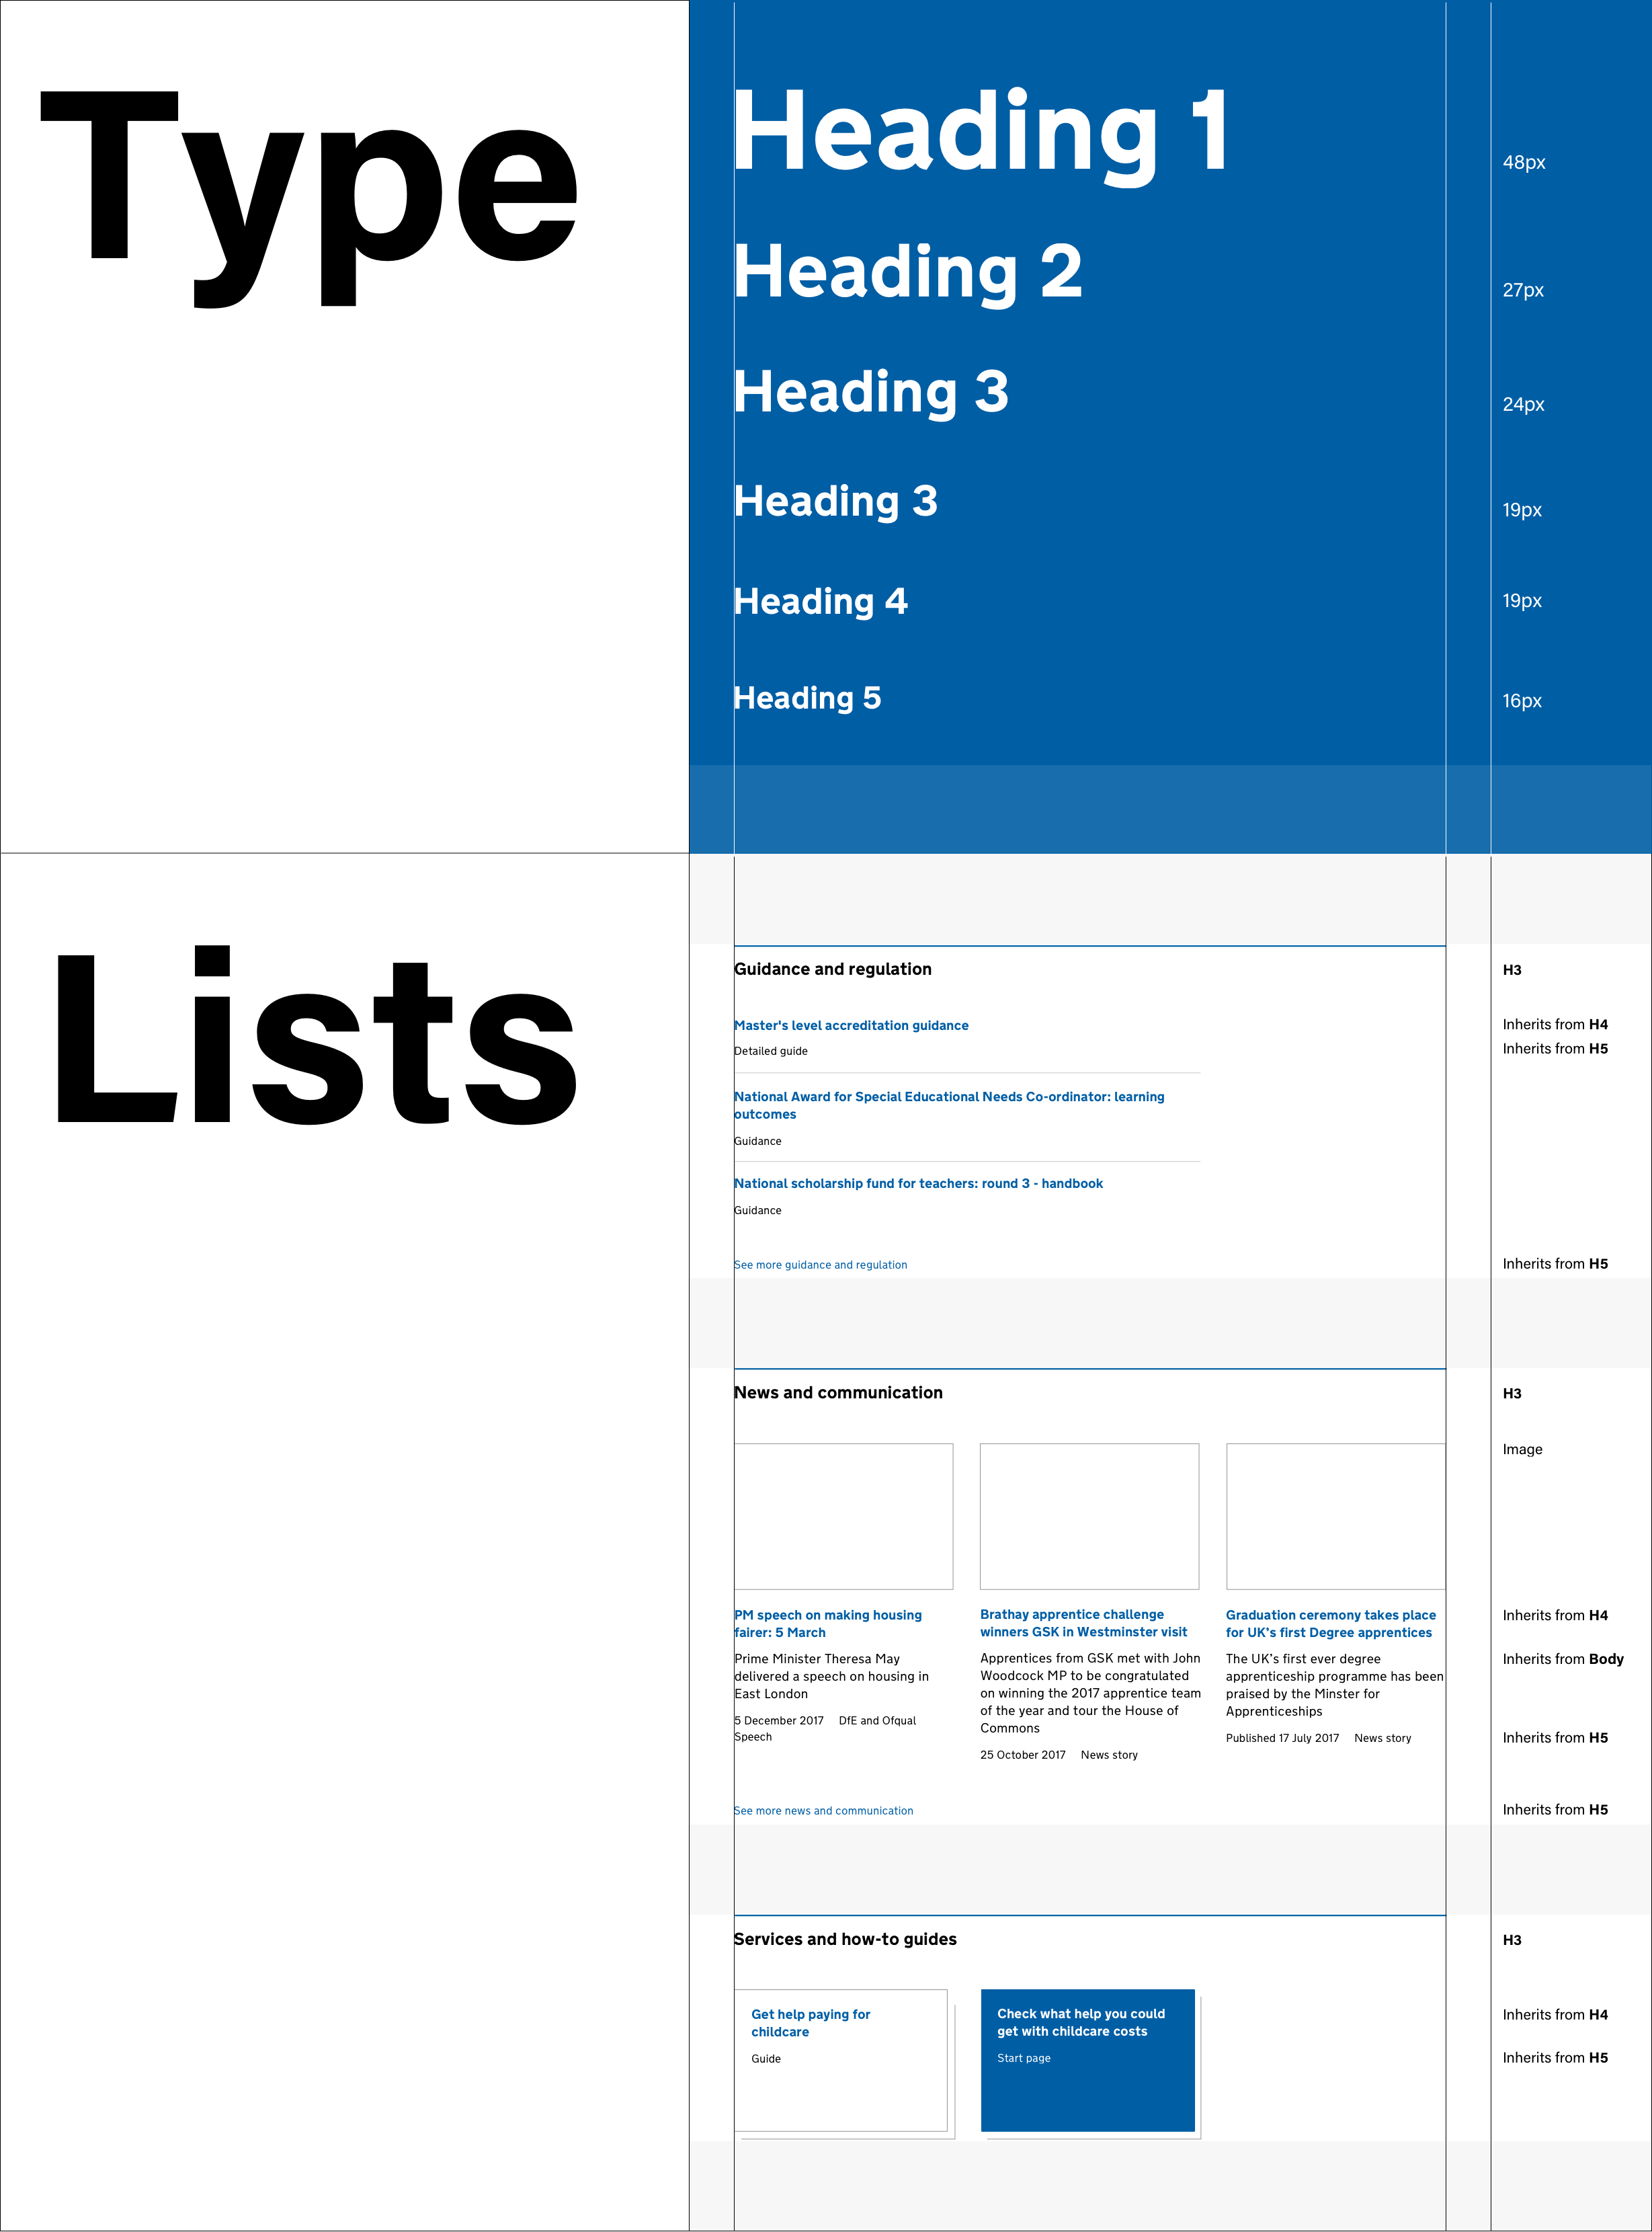 Type
Heading 1
48px
Heading 2
27px
Heading 3
24px
Heading 3
19px
Heading 4
19px
Heading 5
16px
Lists
Guidance and regulation
H3
Master's level accreditation guidance
Inherits from H4
Detailed guide
Inherits from H5
National Award for Special Educational Needs Co-ordinator: learning
outcomes
Guidance
National scholarship fund for teachers: round 3 - handbook
Guidance
See more guidance and regulation
Inherits from H5
News and communication
H3
Image
PM speech on making housing
fairer: 5 March
Prime Minister Theresa May
delivered a speech on housing in
East London
5 December 2017 DfE and Ofqual
Speech
Brathay apprentice challenge
winners GSK in Westminster visit
Apprentices from GSK met with John
Woodcock MP to be congratulated
on winning the 2017 apprentice team
of the year and tour the House of
Commons
25 October 2017 News story
Graduation ceremony takes place
for UK's first Degree apprentices
The UK's first ever degree
apprenticeship programme has been
praised by the Minster for
Apprenticeships
Published 17 July 2017 News story
Inherits from H4
Inherits from Body
Inherits from H5
See more news and communication
Inherits from H5
Services and how-to guides
H3
Get help paying for
childcare
Guide
Check what help you could
get with childcare costs
Start page
Inherits from H4
Inherits from H5